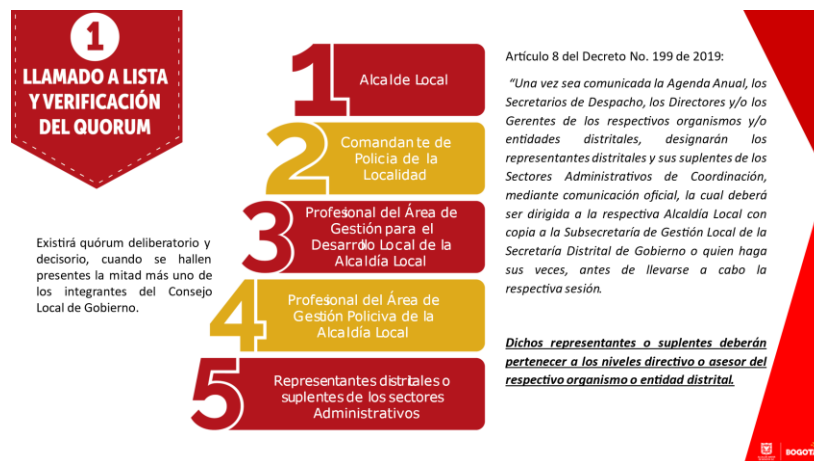 1
LLAMADO A LISTA
Y VERIFICACIÓN
DEL QUORUM
Existirá quórum deliberatorio y
decisorio, cuando se hallen
presentes la mitad más uno de
los integrantes del Consejo
Local de Gobierno.
1
Alcalde Local
2
Comandante de
Policia de la
Localidad
3
Profesional del Área de
Gestión para el
Desarrollo Local de la
Alcaldía Local
4
Profesional del Área de
Gestión Policiva de la
Alcaldía Local
5
Representantes distritales o
suplentes de los sectores
Administrativos
Artículo 8 del Decreto No. 199 de 2019:
“Una vez sea comunicada la Agenda Anual, los
Secretarios de Despacho, los Directores y/o los
Gerentes de los respectivos organismos y/o
entidades distritales, designarán los
representantes distritales y sus suplentes de los
Sectores Administrativos de Coordinación,
mediante comunicación oficial, la cual deberá
ser dirigida a la respectiva Alcaldía Local con
copia a la Subsecretaría de Gestión Local de la
Secretaría Distrital de Gobierno o quien haga
sus veces, antes de llevarse a cabo la
respectiva sesión.
Dichos representantes o suplentes deberán
pertenecer a los niveles directivo o asesor del
respectivo organismo o entidad distrital.